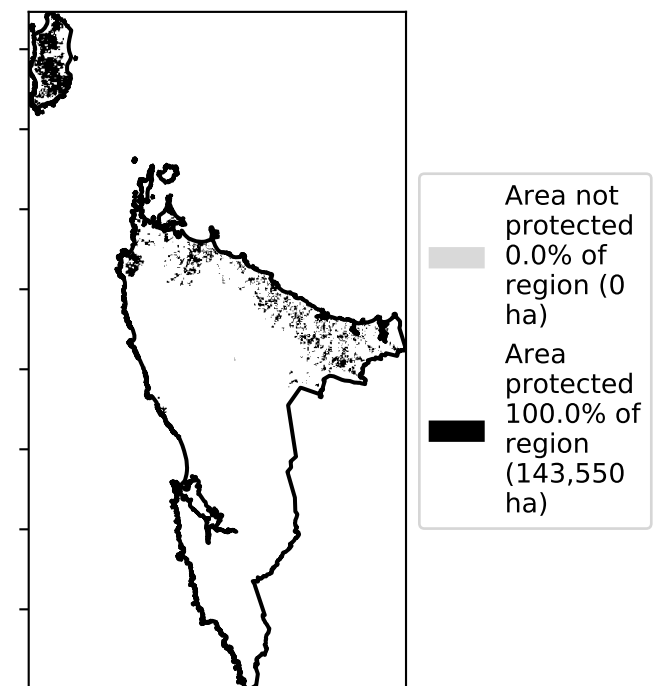 Area not
protected
0.0% of
region (0
ha)
Area
protected
100.0% of
region
(143,550
ha)